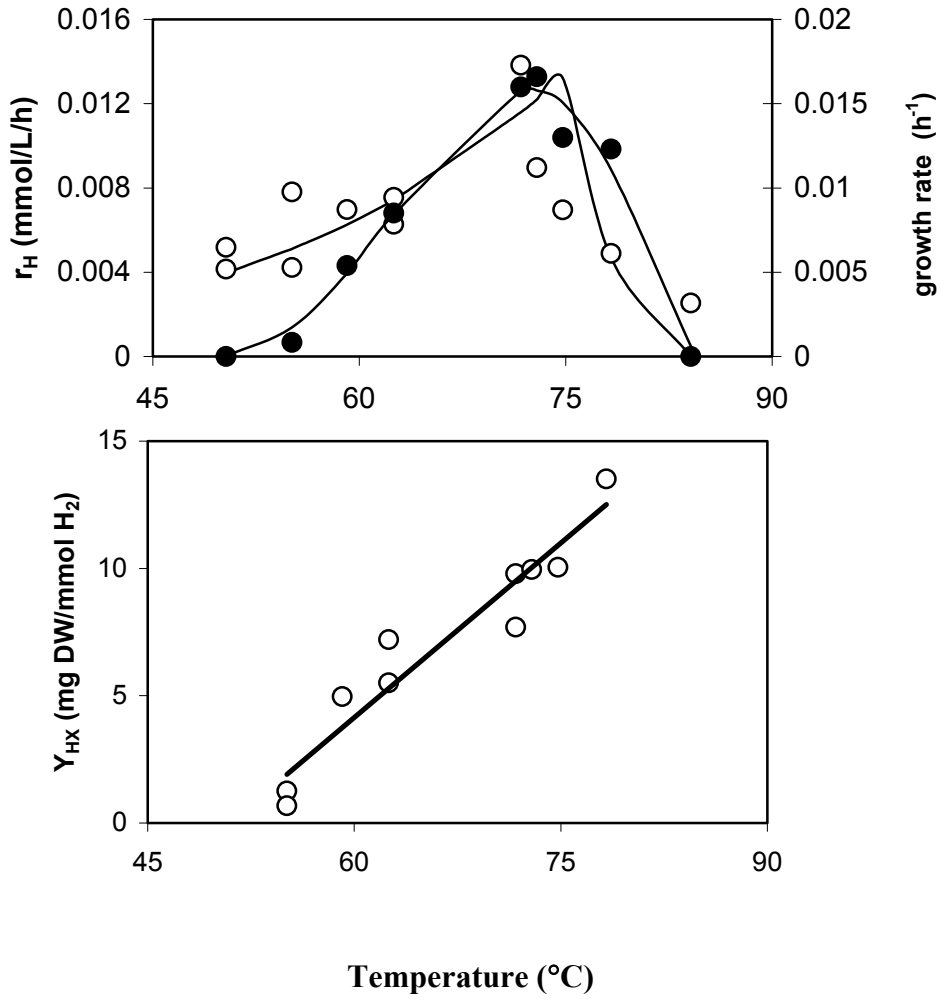 r_H (mmol/L/h)
0.016
0.012
0.008
0.004
0
0.02
0.015
0.01
0.005
0
growth rate (h⁻¹)
45 60 75 90
Y_HX (mg DW/mmol H₂)
15
10
5
0
45 60 75 90
Temperature (°C)